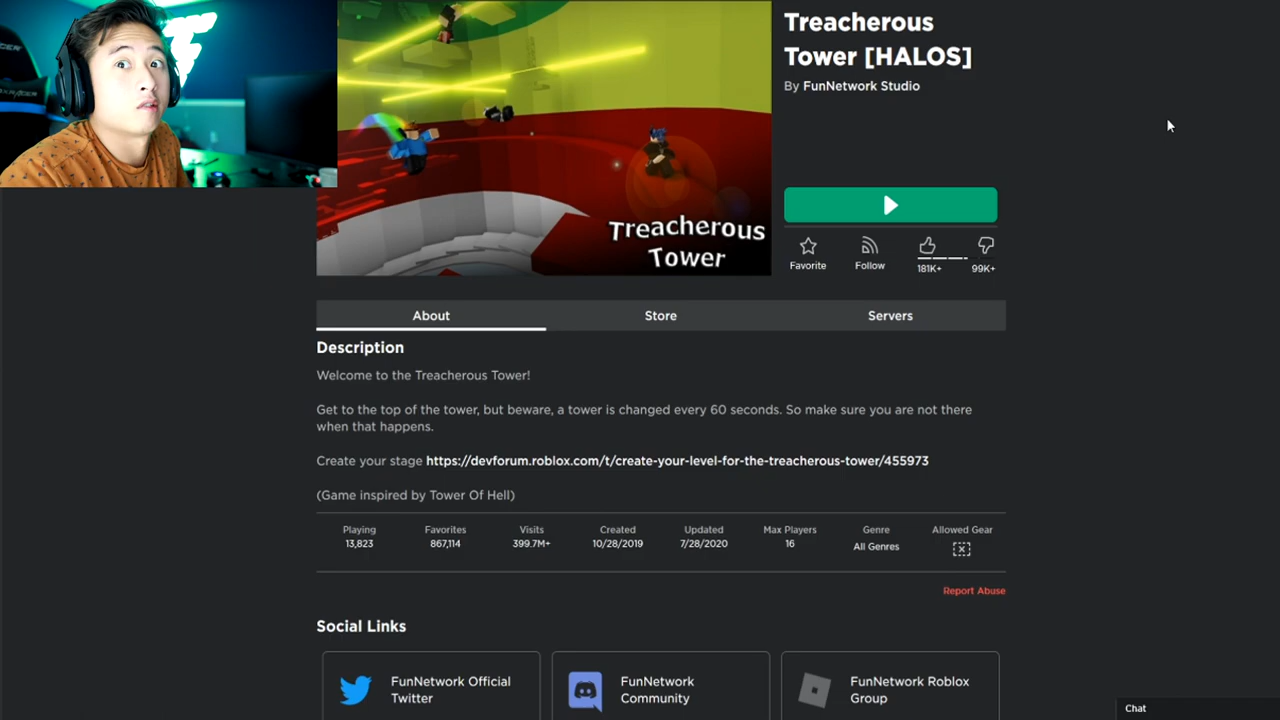 Treacherous
Tower [HALOS]
By FunNetwork Studio
Treacherous
Tower
Favorite
Follow
181K+
99K+
About
Store
Servers
Description
Welcome to the Treacherous Tower!
Get to the top of the tower, but beware, a tower is changed every 60 seconds. So make sure you are not there
when that happens.
Create your stage https://devforum.roblox.com/t/create-your-level-for-the-treacherous-tower/455973
(Game inspired by Tower Of Hell)
Playing
Favorites
Visits
Created
Updated
Max Players
Genre
Allowed Gear
13,823
867,114
399.7M+
10/28/2019
7/28/2020
16
All Genres
Report Abuse
Social Links
FunNetwork Official
Twitter
FunNetwork
Community
FunNetwork Roblox
Group
Chat